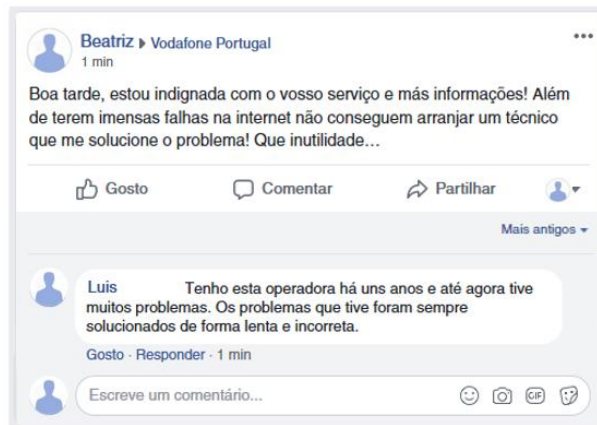 Beatriz ▸ Vodafone Portugal
1 min
Boa tarde, estou indignada com o vosso serviço e más informações! Além
de terem imensas falhas na internet não conseguem arranjar um técnico
que me solucione o problema! Que inutilidade...
Gosto Comentar Partilhar
Mais antigos
Luis Tenho esta operadora há uns anos e até agora tive
muitos problemas. Os problemas que tive foram sempre
solucionados de forma lenta e incorreta.
Gosto · Responder · 1 min
Escreve um comentário... GIF